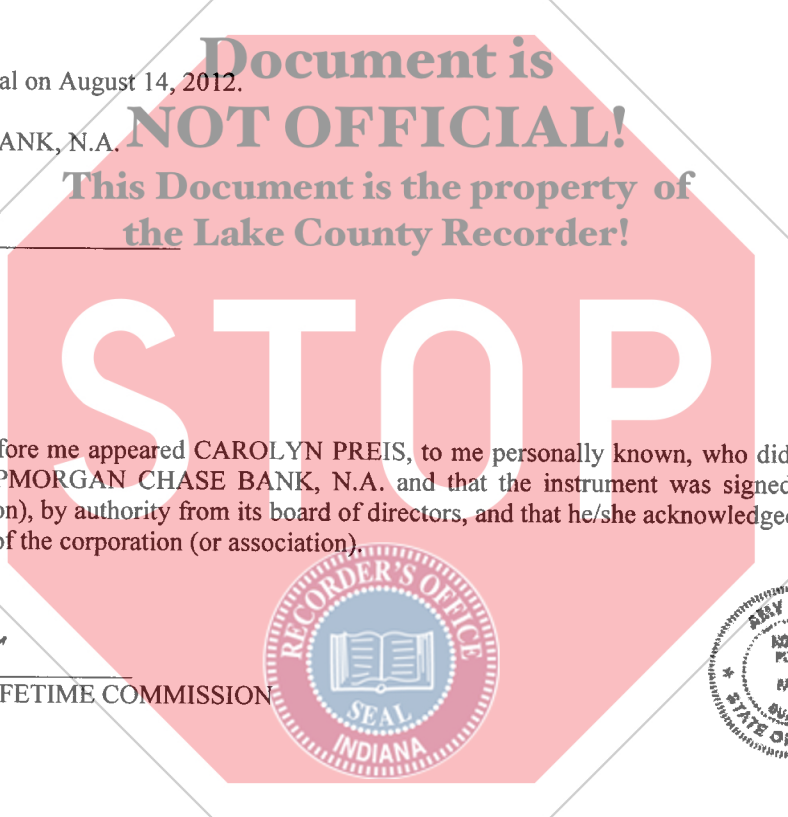 Document is
al on August 14, 2012.
NOT OFFICIAL!
ANK, N.A.
This Document is the property of
the Lake County Recorder!
STOP
fore me appeared CAROLYN PREIS, to me personally known, who did
PMORGAN CHASE BANK, N.A. and that the instrument was signed
on), by authority from its board of directors, and that he/she acknowledged
of the corporation (or association).
RECORDER'S OFFICE
SEAL
INDIANA
FETIME COMMISSION
AMY
STATE O